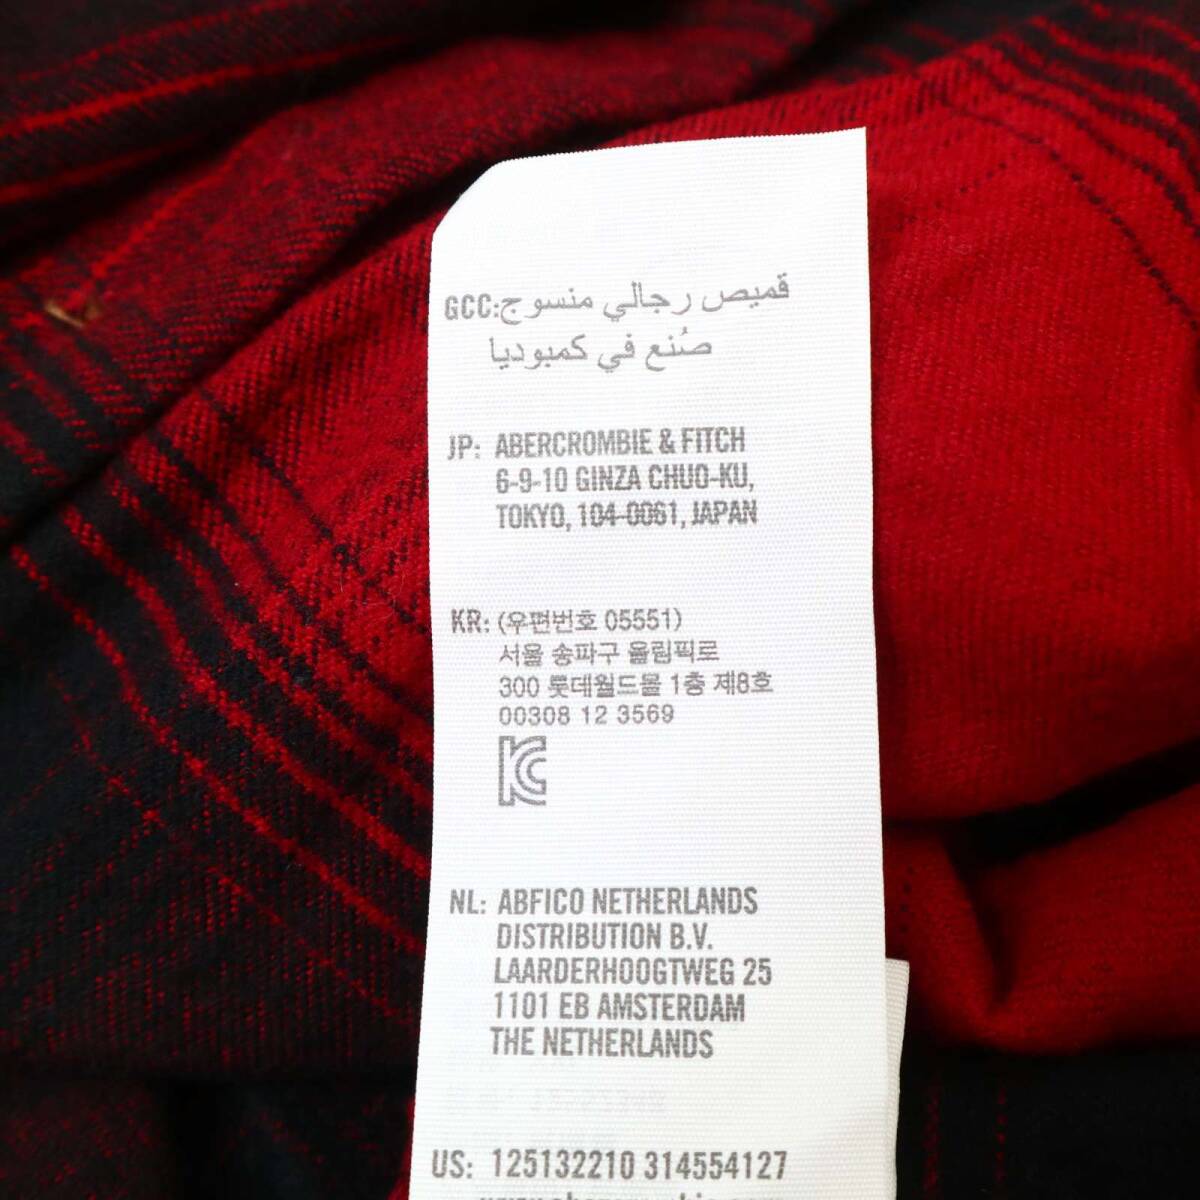 GCC: قميص رجالي منسوج
صُنع في كمبوديا
JP: ABERCROMBIE & FITCH
6-9-10 GINZA CHUO-KU,
TOKYO, 104-0061, JAPAN
KR: (우편번호 05551)
서울 송파구 올림픽로
300 롯데월드몰 1층 제8호
00308 12 3569
KC
NL: ABFICO NETHERLANDS
DISTRIBUTION B.V.
LAARDERHOOGTWEG 25
1101 EB AMSTERDAM
THE NETHERLANDS
US: 125132210 314554127